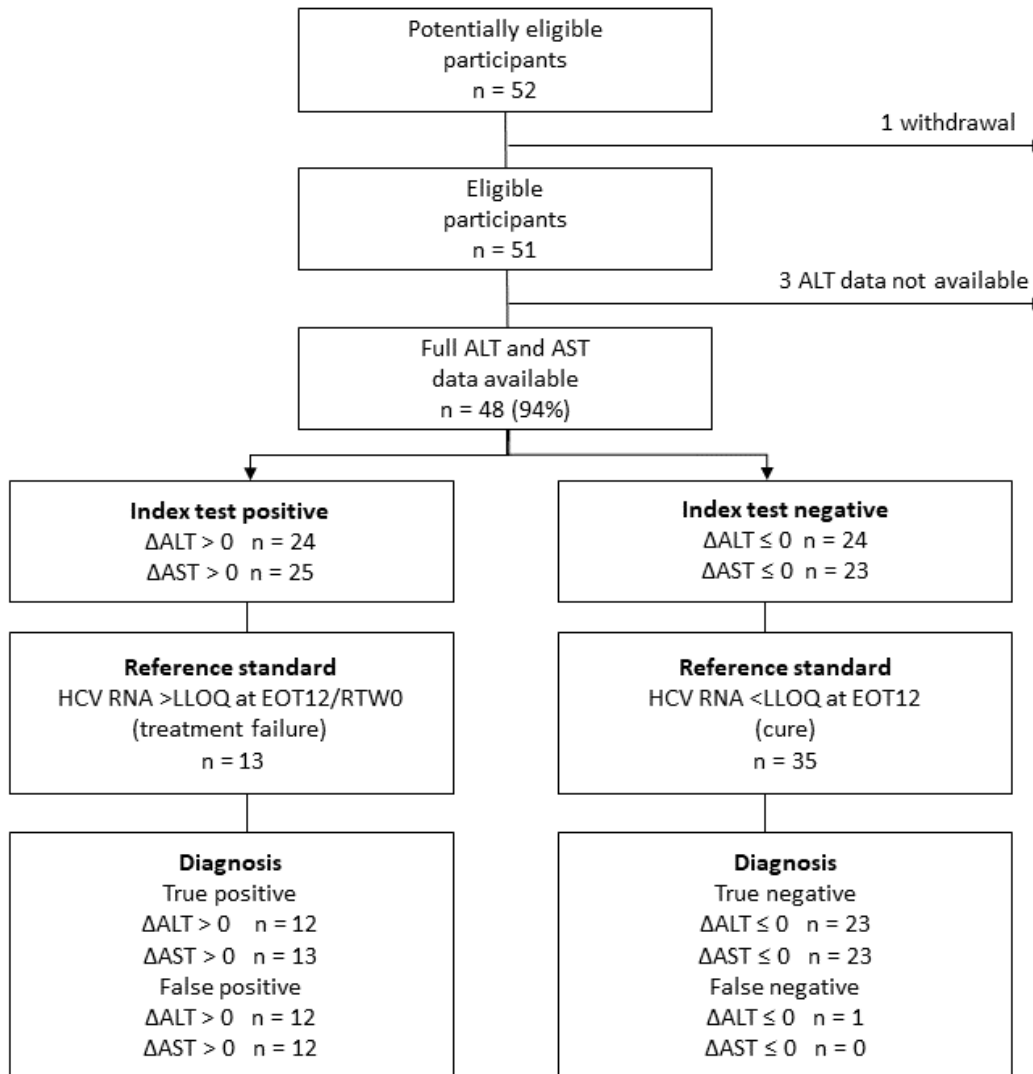 Potentially eligible
participants
n = 52
1 withdrawal
Eligible
participants
n = 51
3 ALT data not available
Full ALT and AST
data available
n = 48 (94%)
Index test positive
ΔALT > 0 n = 24
ΔAST > 0 n = 25
Index test negative
ΔALT ≤ 0 n = 24
ΔAST ≤ 0 n = 23
Reference standard
HCV RNA >LLOQ at EOT12/RTW0
(treatment failure)
n = 13
Reference standard
HCV RNA <LLOQ at EOT12
(cure)
n = 35
Diagnosis
True positive
ΔALT > 0 n = 12
ΔAST > 0 n = 13
False positive
ΔALT > 0 n = 12
ΔAST > 0 n = 12
Diagnosis
True negative
ΔALT ≤ 0 n = 23
ΔAST ≤ 0 n = 23
False negative
ΔALT ≤ 0 n = 1
ΔAST ≤ 0 n = 0